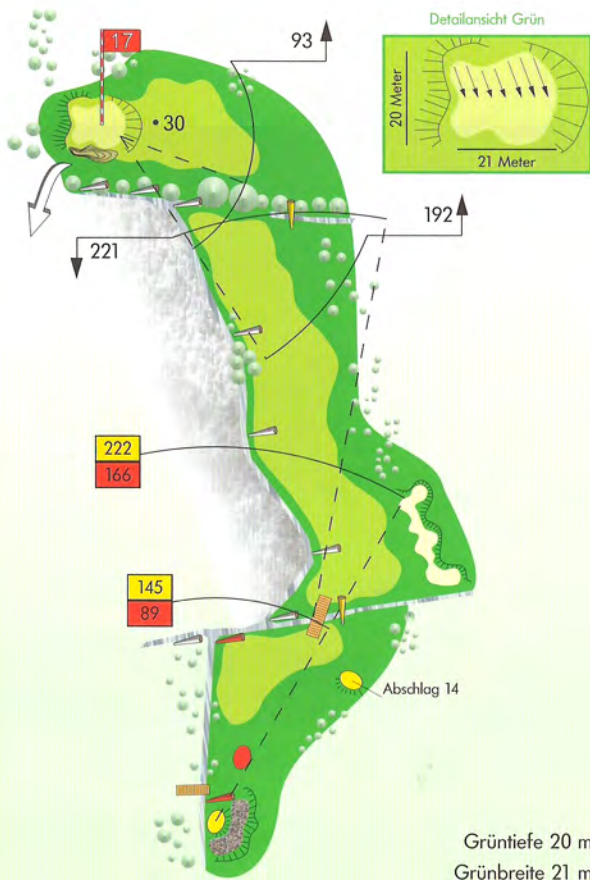 Detailansicht Grün
17
93
20 Meter
21 Meter
30
192
221
222
166
145
89
Abschlag 14
Grüntiefe 20 m
Grünbreite 21 m